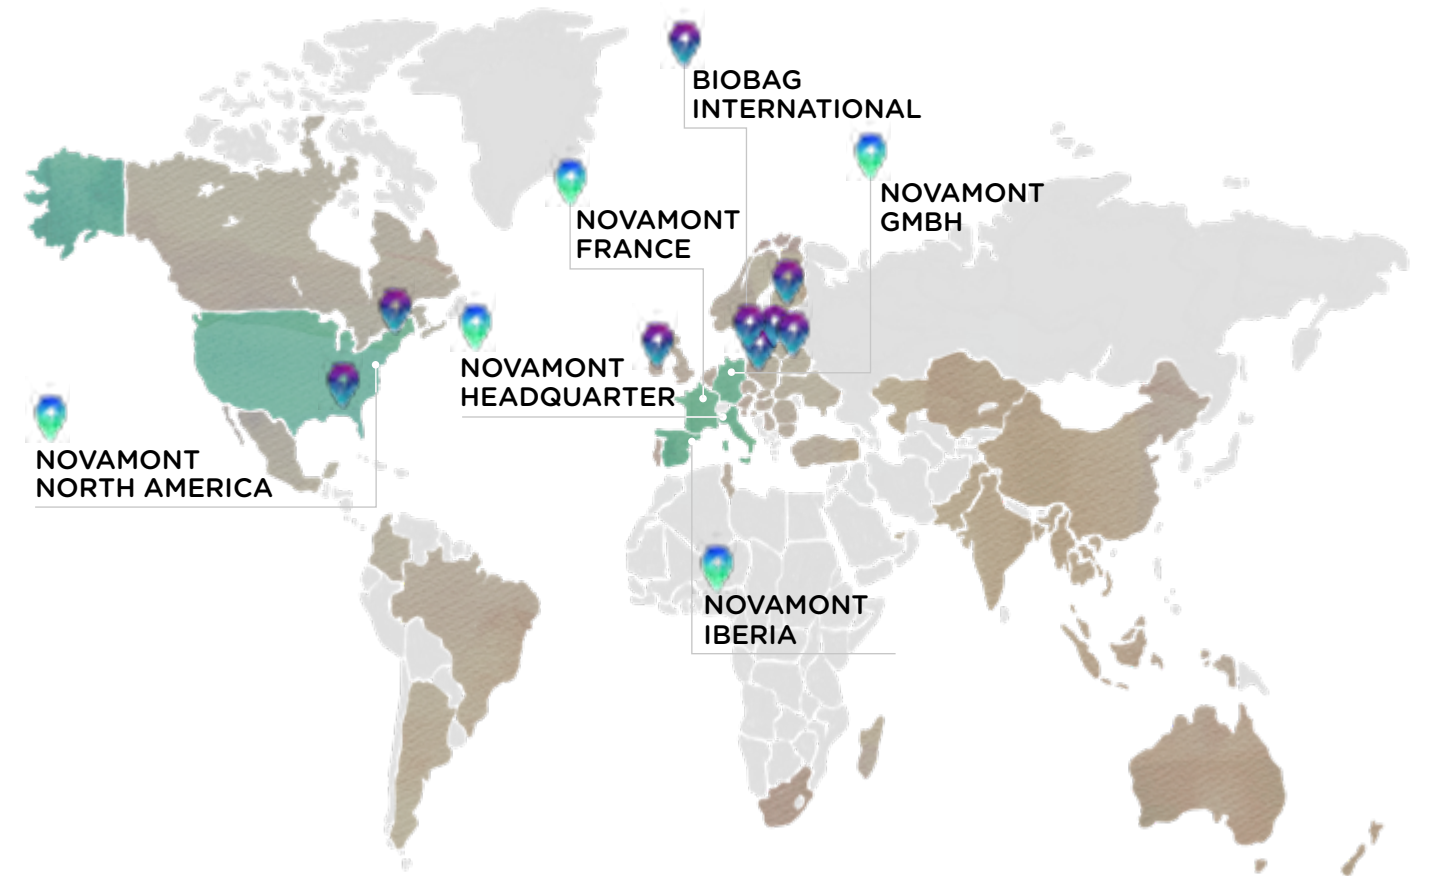 BIOBAG
INTERNATIONAL
NOVAMONT
GMBH
NOVAMONT
FRANCE
NOVAMONT
HEADQUARTER
NOVAMONT
NORTH AMERICA
NOVAMONT
IBERIA